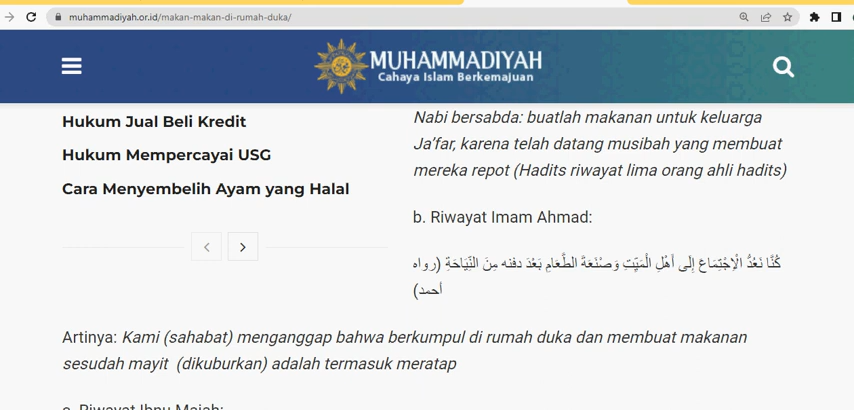 muhammadiyah.or.id/makan-makan-di-rumah-duka/
MUHAMMADIYAH
Cahaya Islam Berkemajuan
Hukum Jual Beli Kredit
Hukum Mempercayai USG
Cara Menyembelih Ayam yang Halal
Nabi bersabda: buatlah makanan untuk keluarga
Ja’far, karena telah datang musibah yang membuat
mereka repot (Hadits riwayat lima orang ahli hadits)
b. Riwayat Imam Ahmad:
كُنَّا نَعُدُّ الْاِجْتِمَاعَ إِلَى أَهْلِ الْمَيِّتِ وَصَنْعَةَ الطَّعَامِ بَعْدَ دفنه مِنَ النِّيَاحَةِ (رواه
أحمد)
Artinya: Kami (sahabat) menganggap bahwa berkumpul di rumah duka dan membuat makanan
sesudah mayit (dikuburkan) adalah termasuk meratap
c. Riwayat Ibnu Majah: